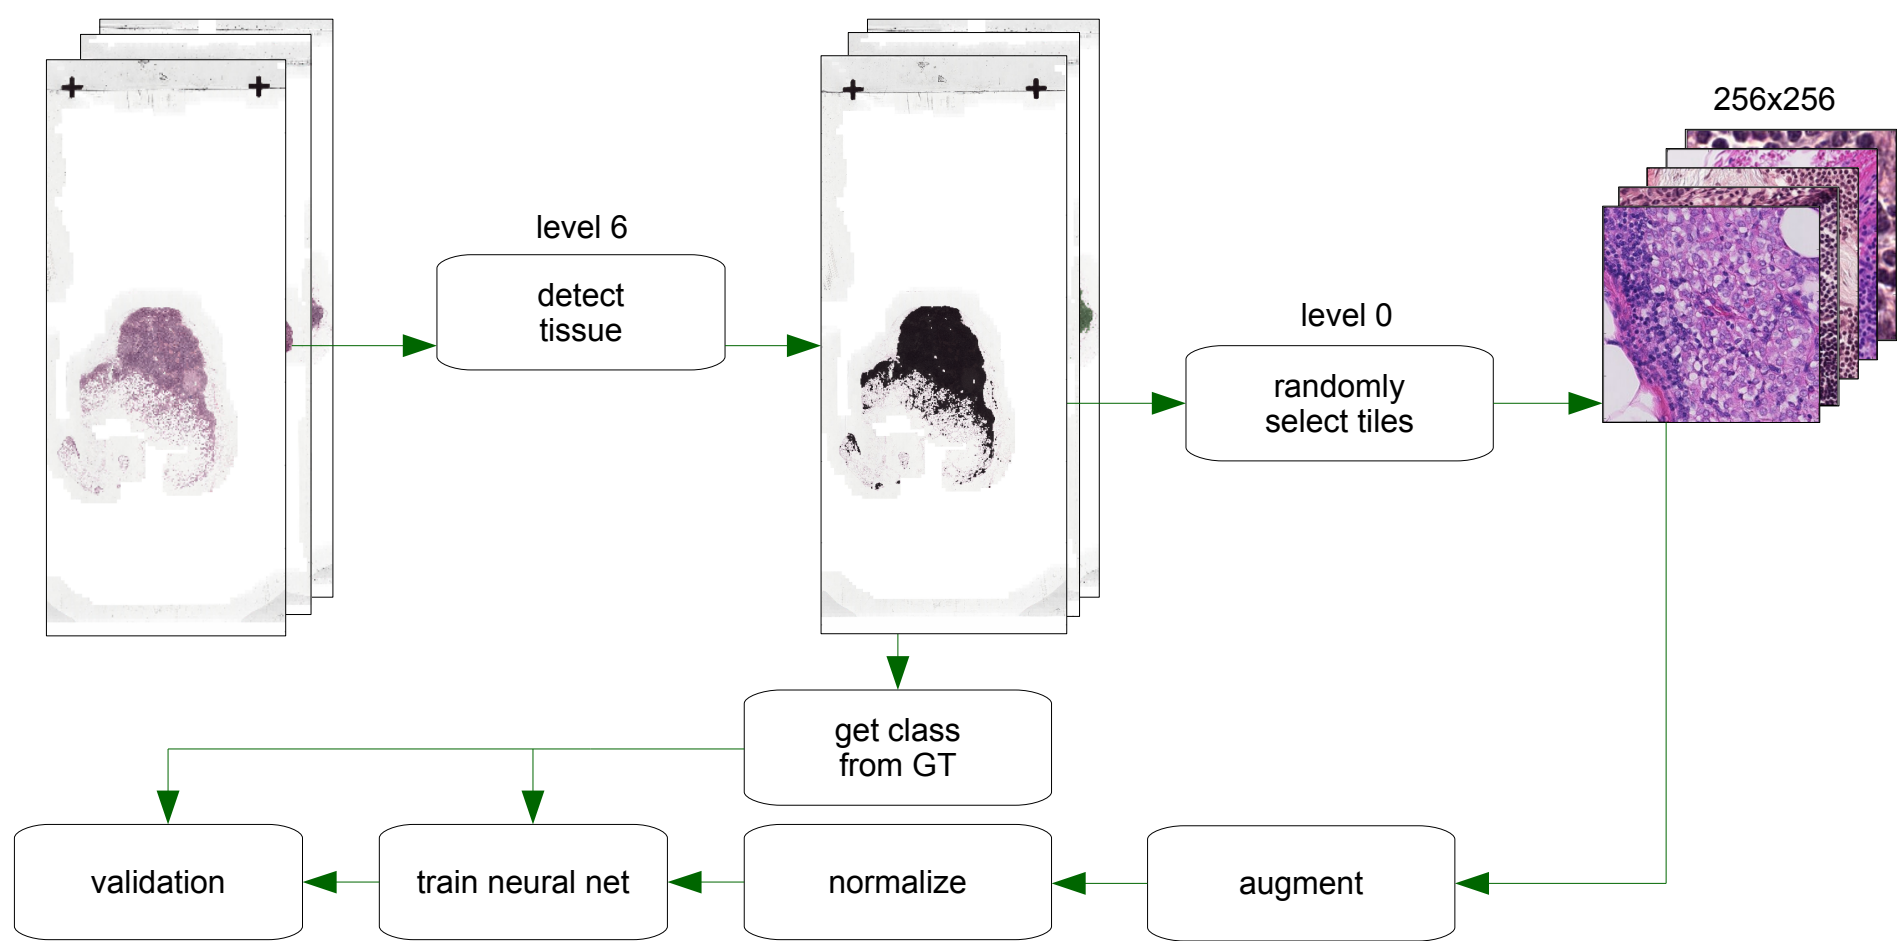 256x256
level 6
detect
tissue
level 0
randomly
select tiles
get class
from GT
validation
train neural net
normalize
augment